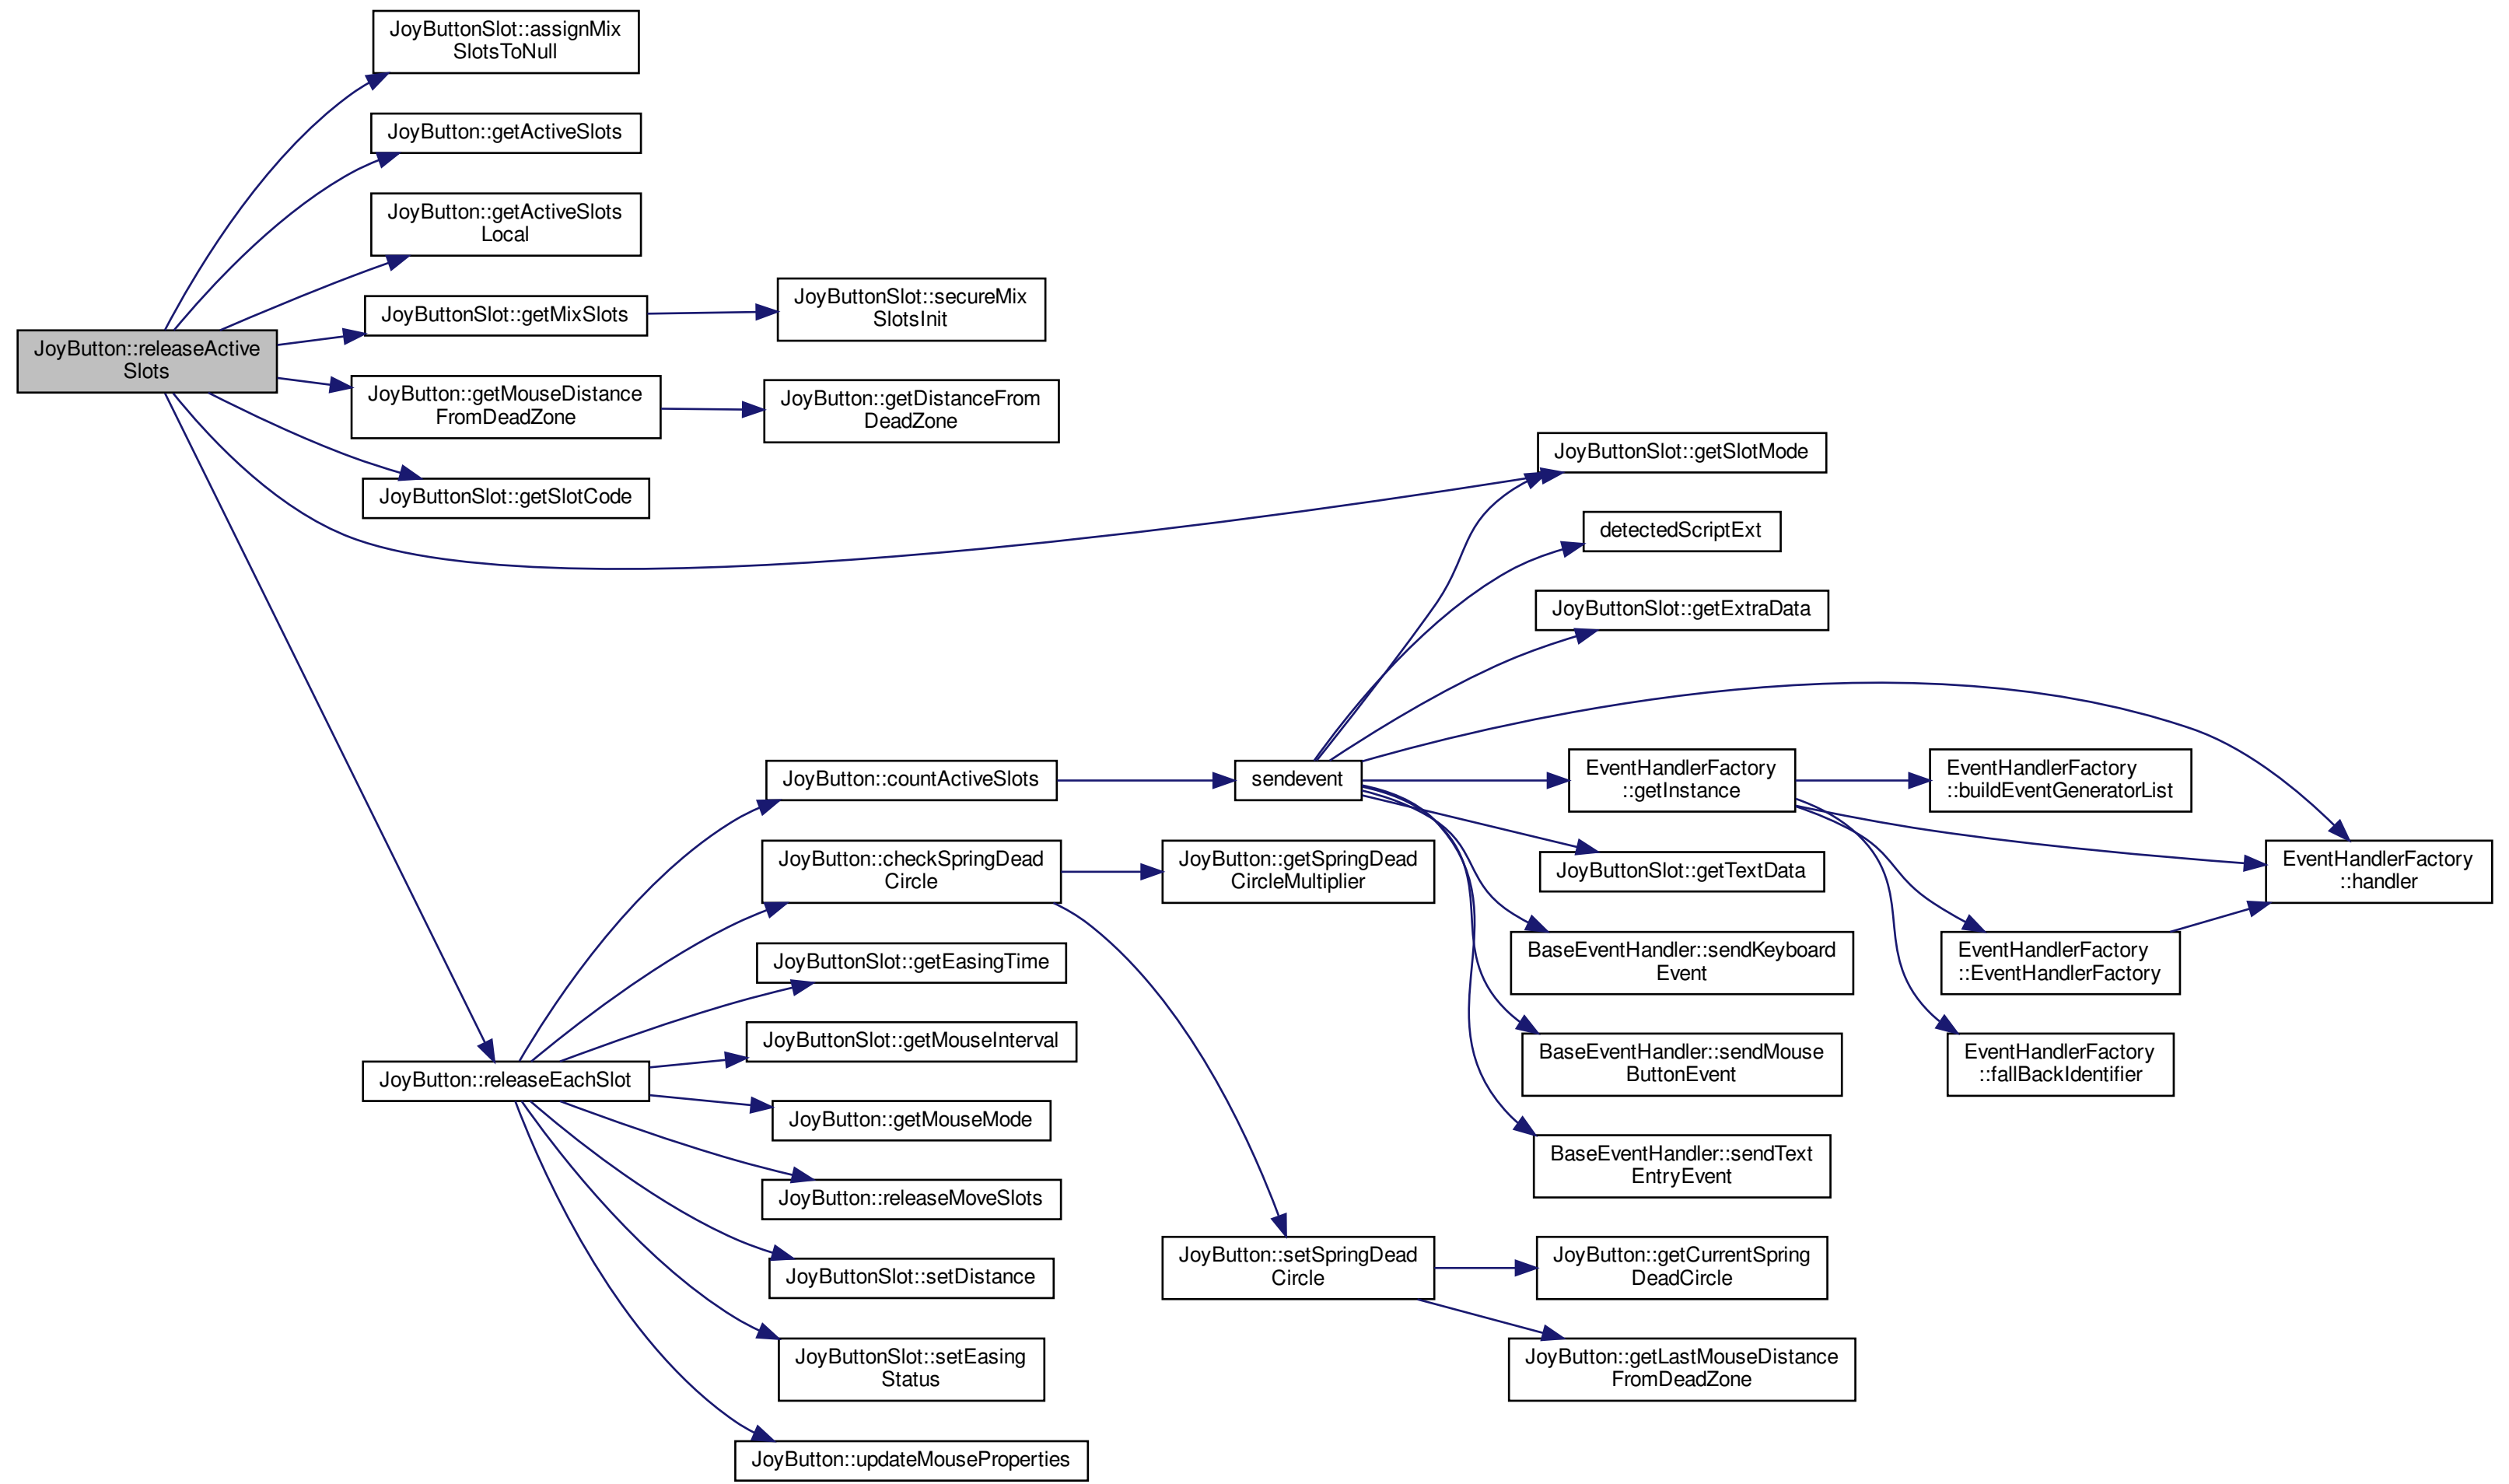 JoyButtonSlot::assignMix
SlotsToNull
JoyButton::getActiveSlots
JoyButton::getActiveSlots
Local
JoyButtonSlot::getMixSlots
JoyButtonSlot::secureMix
SlotsInit
JoyButton::releaseActive
Slots
JoyButton::getMouseDistance
FromDeadZone
JoyButton::getDistanceFrom
DeadZone
JoyButtonSlot::getSlotCode
JoyButtonSlot::getSlotMode
detectedScriptExt
JoyButtonSlot::getExtraData
JoyButton::countActiveSlots
sendevent
EventHandlerFactory
::getInstance
EventHandlerFactory
::buildEventGeneratorList
JoyButton::checkSpringDead
Circle
JoyButton::getSpringDead
CircleMultiplier
JoyButtonSlot::getTextData
EventHandlerFactory
::handler
JoyButtonSlot::getEasingTime
BaseEventHandler::sendKeyboard
Event
EventHandlerFactory
::EventHandlerFactory
JoyButtonSlot::getMouseInterval
BaseEventHandler::sendMouse
ButtonEvent
EventHandlerFactory
::fallBackIdentifier
JoyButton::releaseEachSlot
JoyButton::getMouseMode
BaseEventHandler::sendText
EntryEvent
JoyButton::releaseMoveSlots
JoyButtonSlot::setDistance
JoyButton::setSpringDead
Circle
JoyButton::getCurrentSpring
DeadCircle
JoyButtonSlot::setEasing
Status
JoyButton::getLastMouseDistance
FromDeadZone
JoyButton::updateMouseProperties